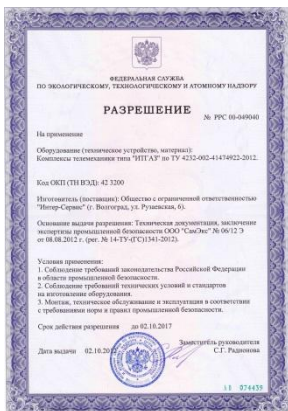 ФЕДЕРАЛЬНАЯ СЛУЖБА
ПО ЭКОЛОГИЧЕСКОМУ, ТЕХНОЛОГИЧЕСКОМУ И АТОМНОМУ НАДЗОРУ
РАЗРЕШЕНИЕ
№ РРС 00-049040
На применение
Оборудование (техническое устройство, материал):
Комплексы телемеханики типа "ИТГАЗ" по ТУ 4232-002-41474922-2012.
Код ОКП (ТН ВЭД): 42 3200
Изготовитель (поставщик): Общество с ограниченной ответственностью
"Интер-Сервис" (г. Волгоград, ул. Рузаевская, 6).
Основание выдачи разрешения: Техническая документация, заключение
экспертизы промышленной безопасности ООО "СамЭкс" № 06/12 Э
от 08.08.2012 г. (рег. № 14-ТУ-(ГС)1341-2012).
Условия применения:
1. Соблюдение требований законодательства Российской Федерации
в области промышленной безопасности.
2. Соблюдение требований технических условий и стандартов
на изготовление оборудования.
3. Монтаж, техническое обслуживание и эксплуатация в соответствии
с требованиями норм и правил промышленной безопасности.
Срок действия разрешения до 02.10.2017
Дата выдачи 02.10.
Заместитель руководителя
С.Г. Радионова
11 074439